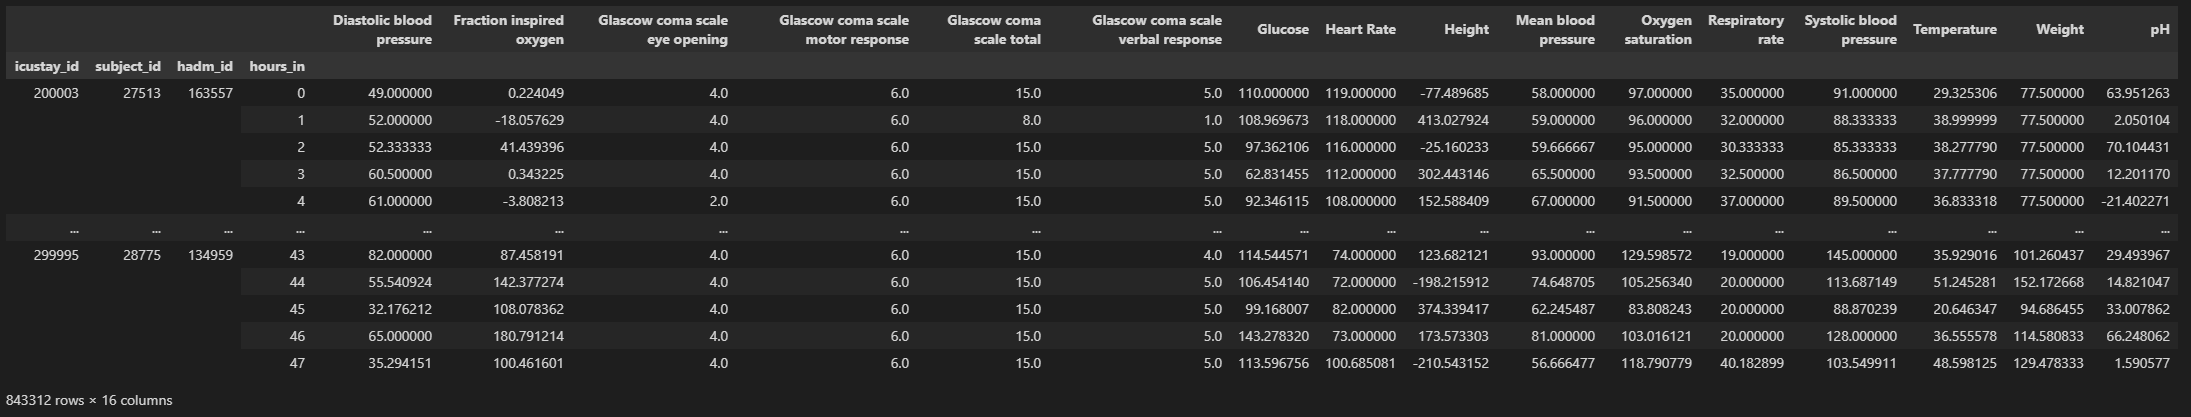 Diastolic blood pressure Fraction inspired oxygen Glascow coma scale eye opening Glascow coma scale motor response Glascow coma scale total Glascow coma scale verbal response Glucose Heart Rate Height Mean blood pressure Oxygen saturation Respiratory rate Systolic blood pressure Temperature Weight pH
icustay_id subject_id hadm_id hours_in
200003 27513 163557 0 49.000000 0.224049 4.0 6.0 15.0 5.0 110.000000 119.000000 -77.489685 58.000000 97.000000 35.000000 91.000000 29.325306 77.500000 63.951263
1 52.000000 -18.057629 4.0 6.0 8.0 1.0 108.969673 118.000000 413.027924 59.000000 96.000000 32.000000 88.333333 38.999999 77.500000 2.050104
2 52.333333 41.439396 4.0 6.0 15.0 5.0 97.362106 116.000000 -25.160233 59.666667 95.000000 30.333333 85.333333 38.277790 77.500000 70.104431
3 60.500000 0.343225 4.0 6.0 15.0 5.0 62.831455 112.000000 302.443146 65.500000 93.500000 32.500000 86.500000 37.777790 77.500000 12.201170
4 61.000000 -3.808213 2.0 6.0 15.0 5.0 92.346115 108.000000 152.588409 67.000000 91.500000 37.000000 89.500000 36.833318 77.500000 -21.402271
... ... ... ... ... ... ... ... ... ... ... ... ... ... ... ... ... ... ... ...
299995 28775 134959 43 82.000000 87.458191 4.0 6.0 15.0 4.0 114.544571 74.000000 123.682121 93.000000 129.598572 19.000000 145.000000 35.929016 101.260437 29.493967
44 55.540924 142.377274 4.0 6.0 15.0 5.0 106.454140 72.000000 -198.215912 74.648705 105.256340 20.000000 113.687149 51.245281 152.172668 14.821047
45 32.176212 108.078362 4.0 6.0 15.0 5.0 99.168007 82.000000 374.339417 62.245487 83.808243 20.000000 88.870239 20.646347 94.686455 33.007862
46 65.000000 180.791214 4.0 6.0 15.0 5.0 143.278320 73.000000 173.573303 81.000000 103.016121 20.000000 128.000000 36.555578 114.580833 66.248062
47 35.294151 100.461601 4.0 6.0 15.0 5.0 113.596756 100.685081 -210.543152 56.666477 118.790779 40.182899 103.549911 48.598125 129.478333 1.590577
843312 rows × 16 columns